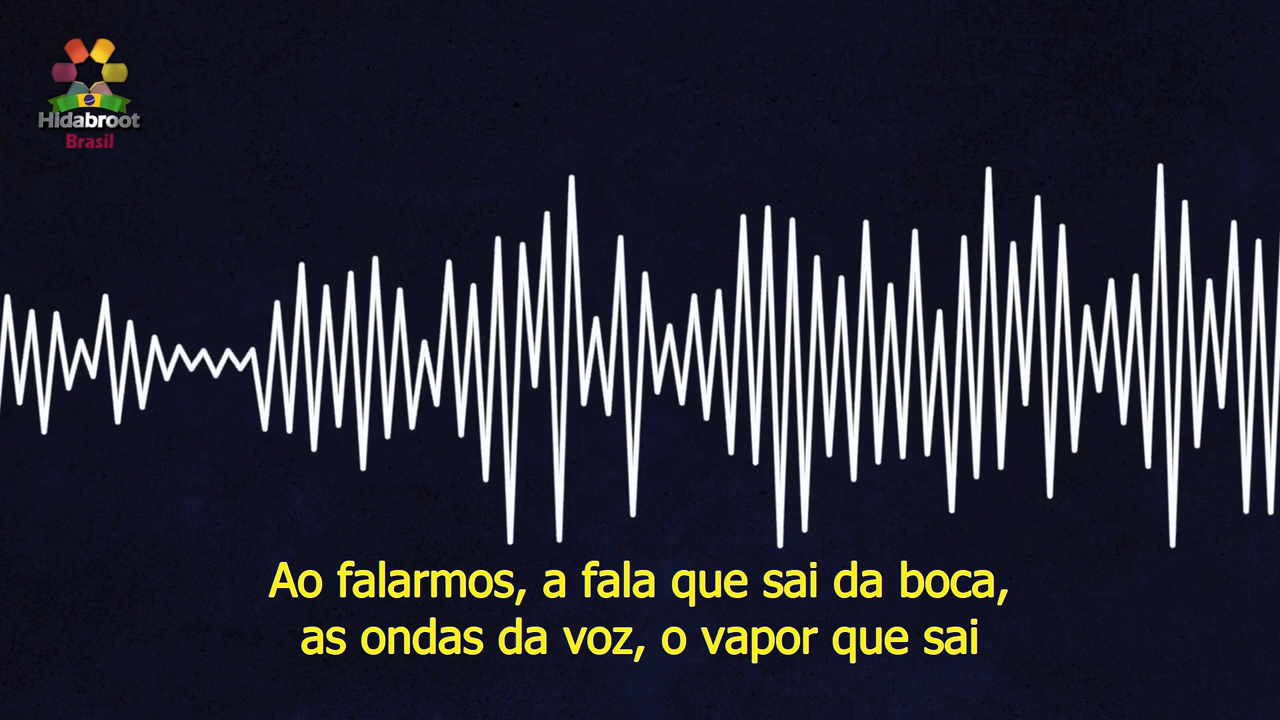 Hidabroot
Brasil
Ao falarmos, a fala que sai da boca,
as ondas da voz, o vapor que sai